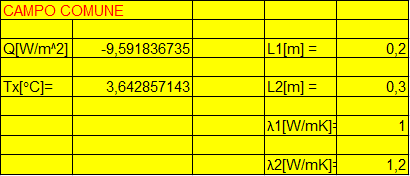 CAMPO COMUNE
Q[W/m^2] -9,591836735 L1[m] = 0,2
Tx[°C]= 3,642857143 L2[m] = 0,3
λ1[W/mK]= 1
λ2[W/mK]= 1,2